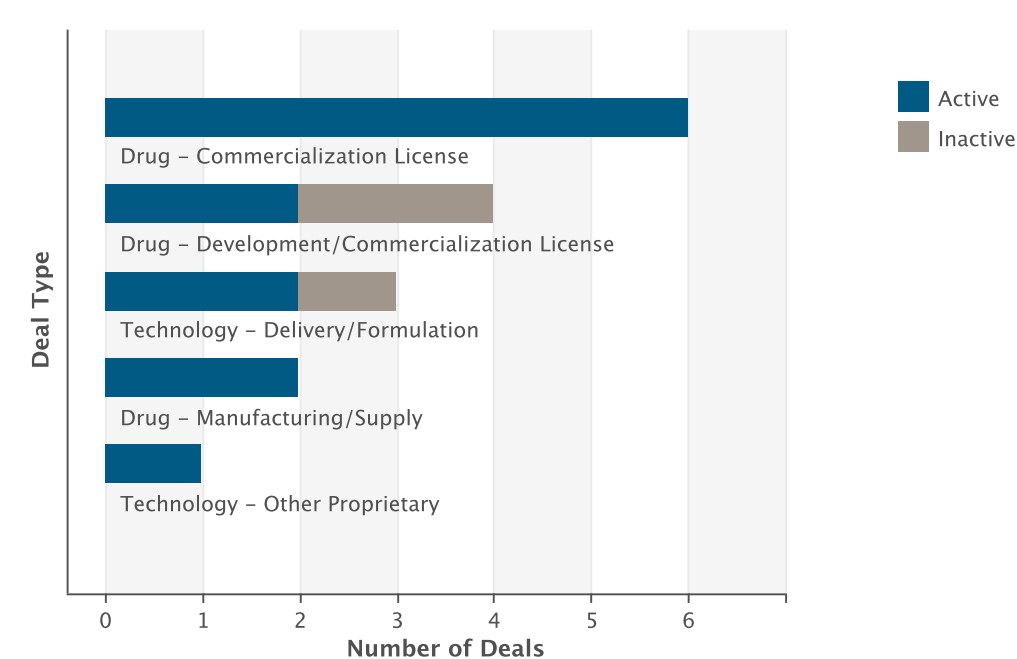 Active
Inactive
Drug – Commercialization License
Drug – Development/Commercialization License
Technology – Delivery/Formulation
Drug – Manufacturing/Supply
Technology – Other Proprietary
Deal Type
0 1 2 3 4 5 6
Number of Deals